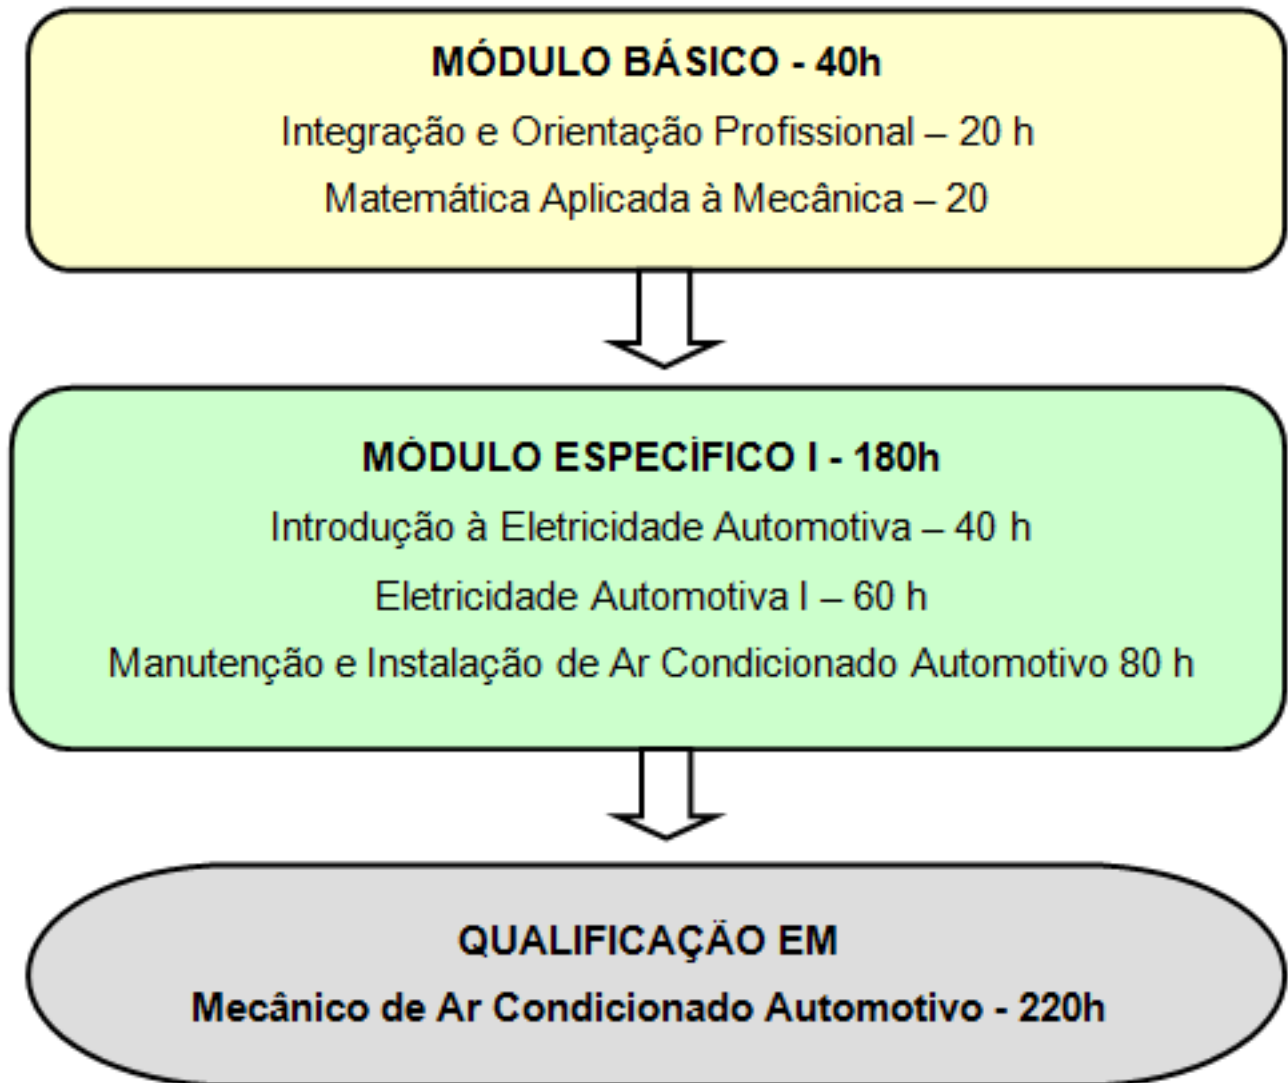 MÓDULO BÁSICO - 40h
Integração e Orientação Profissional – 20 h
Matemática Aplicada à Mecânica – 20
MÓDULO ESPECÍFICO I - 180h
Introdução à Eletricidade Automotiva – 40 h
Eletricidade Automotiva I – 60 h
Manutenção e Instalação de Ar Condicionado Automotivo 80 h
QUALIFICAÇÃO EM
Mecânico de Ar Condicionado Automotivo - 220h